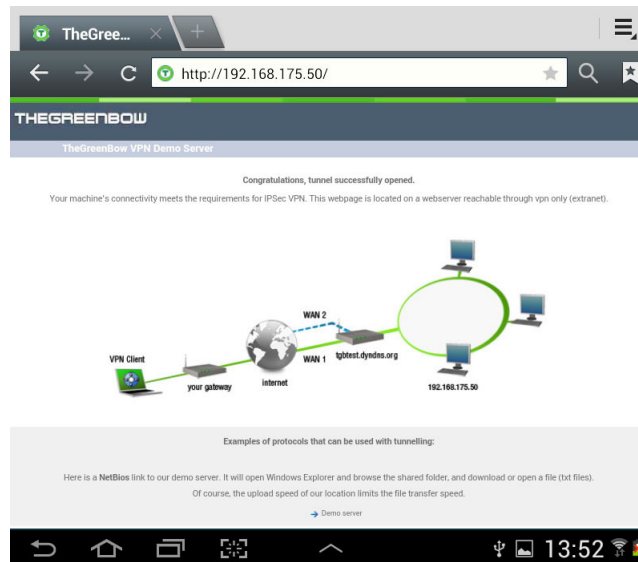 TheGree...
http://192.168.175.50/
THEGREENBOW
TheGreenBow VPN Demo Server
Congratulations, tunnel successfully opened.
Your machine's connectivity meets the requirements for IPSec VPN. This webpage is located on a webserver reachable through vpn only (extranet).
WAN 2
VPN Client
WAN 1
tgbtest.dyndns.org
your gateway
internet
192.168.175.50
Examples of protocols that can be used with tunnelling:
Here is a NetBios link to our demo server. It will open Windows Explorer and browse the shared folder, and download or open a file (txt files).
Of course, the upload speed of our location limits the file transfer speed.
Demo server
13:52